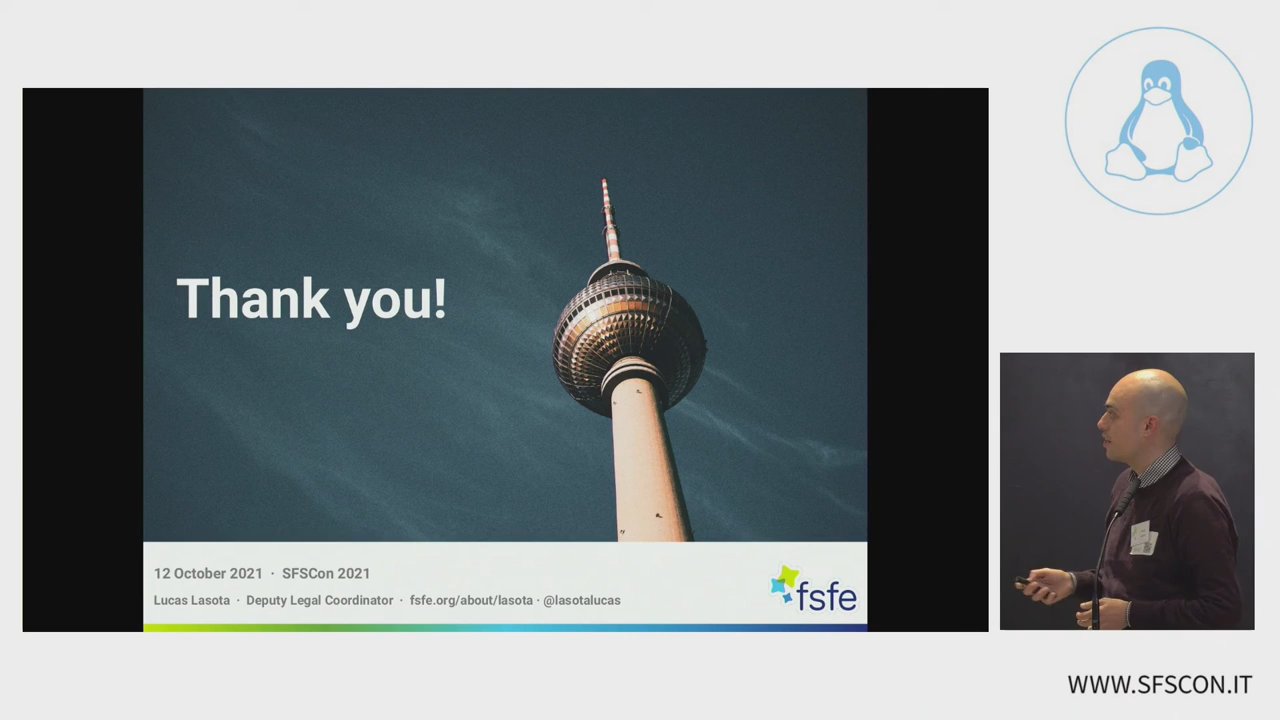 Thank you!
12 October 2021 · SFSCon 2021
Lucas Lasota · Deputy Legal Coordinator · fsfe.org/about/lasota · @lasotalucas
fsfe
WWW.SFSCON.IT